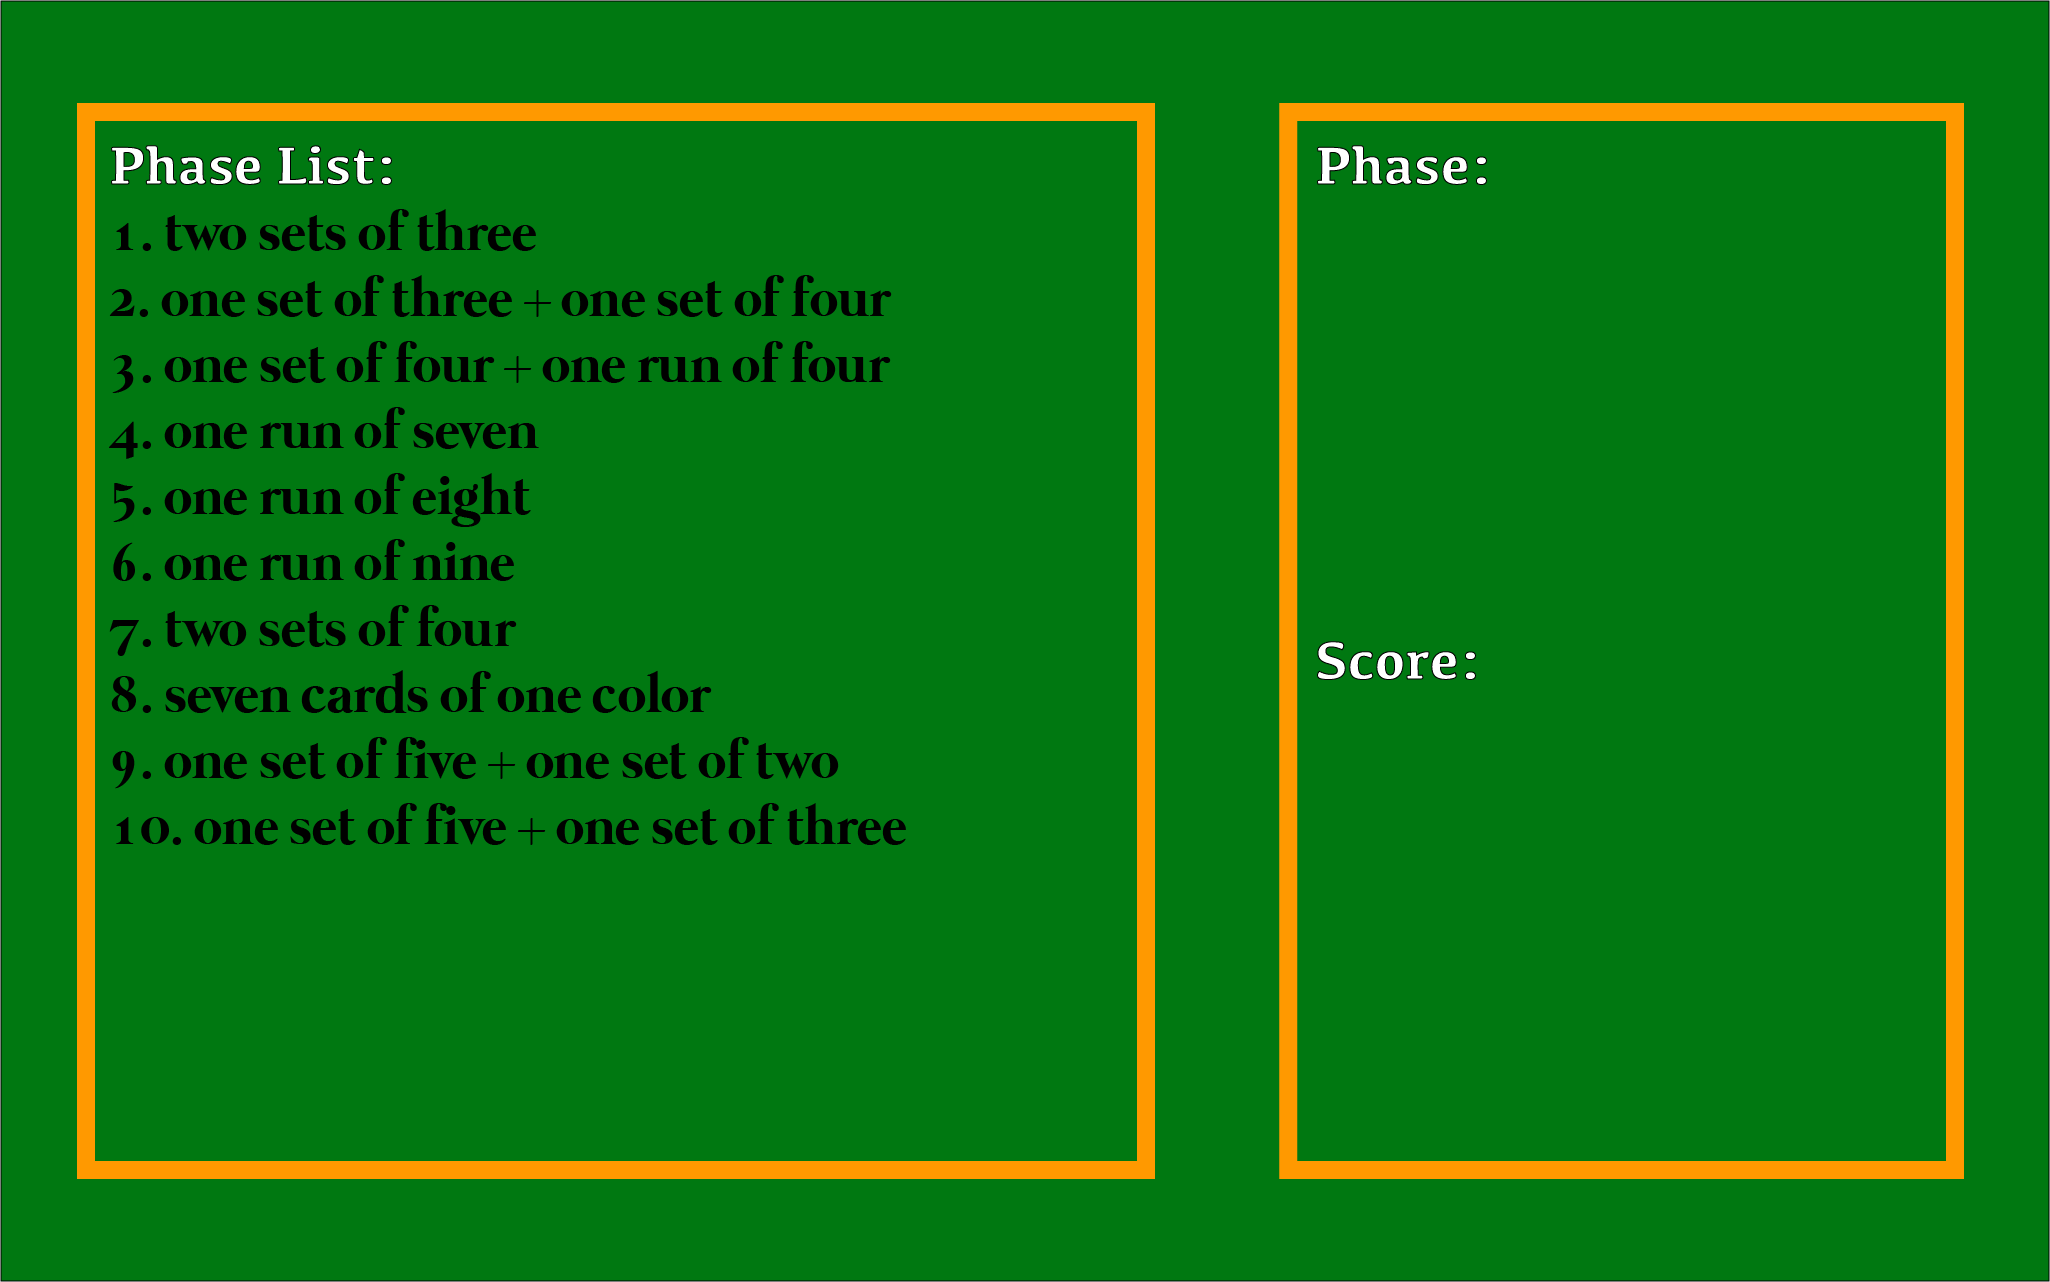 Phase List:
1. two sets of three
2. one set of three + one set of four
3. one set of four + one run of four
4. one run of seven
5. one run of eight
6. one run of nine
7. two sets of four
8. seven cards of one color
9. one set of five + one set of two
10. one set of five + one set of three
Phase:
Score: